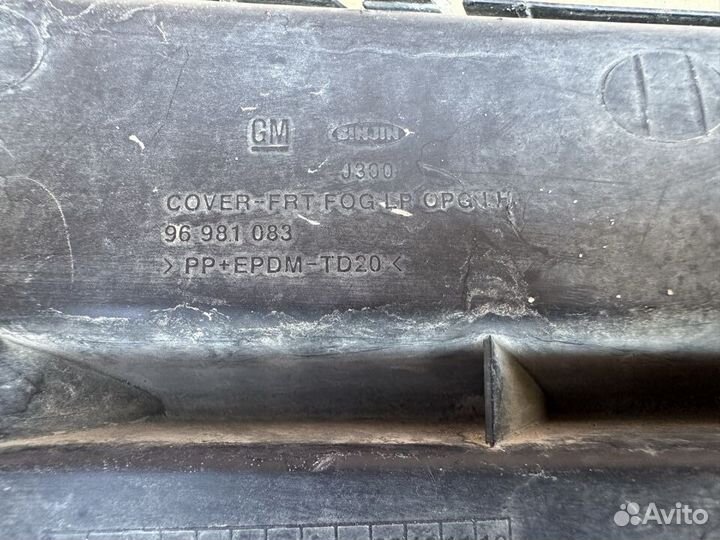 GM SINJIN
J300
COVER-FRT FOG LP OPG LH
96 981 083
> PP+EPDM-TD20 <
Avito